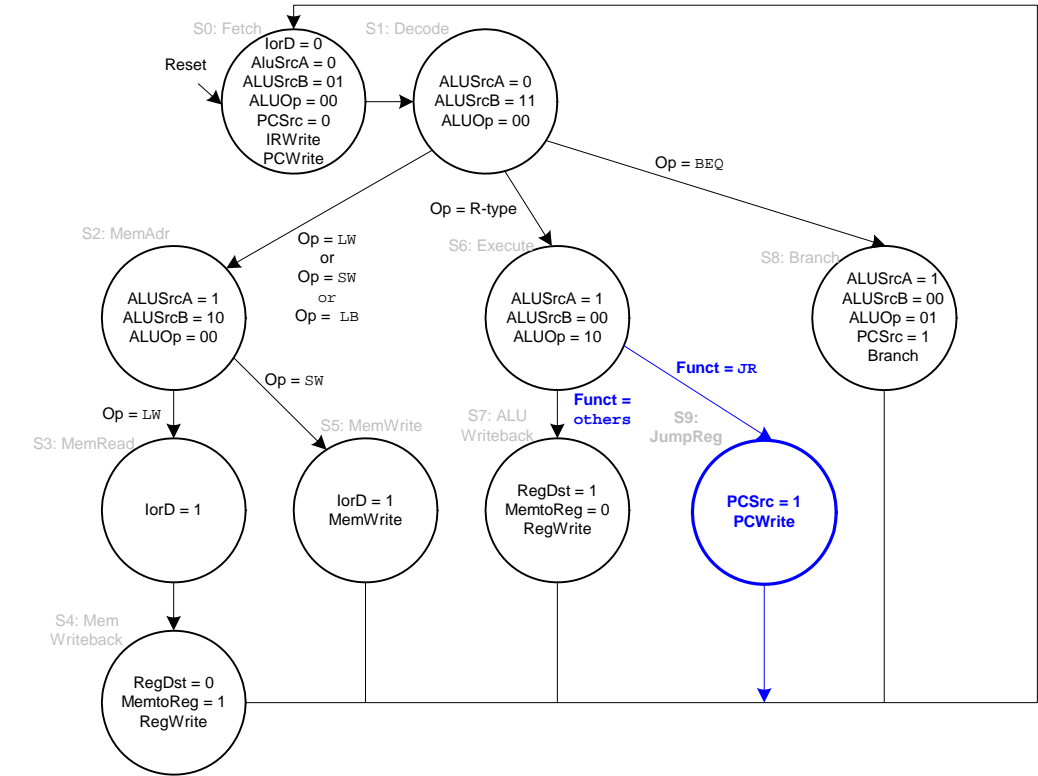 S0: Fetch
S1: Decode
Reset
IorD = 0
AluSrcA = 0
ALUSrcB = 01
ALUOp = 00
PCSrc = 0
IRWrite
PCWrite
ALUSrcA = 0
ALUSrcB = 11
ALUOp = 00
Op = BEQ
Op = R-type
Op = LW
or
Op = SW
or
Op = LB
S2: MemAdr
ALUSrcA = 1
ALUSrcB = 10
ALUOp = 00
S6: Execute
ALUSrcA = 1
ALUSrcB = 00
ALUOp = 10
S8: Branch
ALUSrcA = 1
ALUSrcB = 00
ALUOp = 01
PCSrc = 1
Branch
Op = LW
Op = SW
Funct =
others
Funct = JR
S3: MemRead
IorD = 1
S5: MemWrite
IorD = 1
MemWrite
S7: ALU
Writeback
RegDst = 1
MemtoReg = 0
RegWrite
S9:
JumpReg
PCSrc = 1
PCWrite
S4: Mem
Writeback
RegDst = 0
MemtoReg = 1
RegWrite